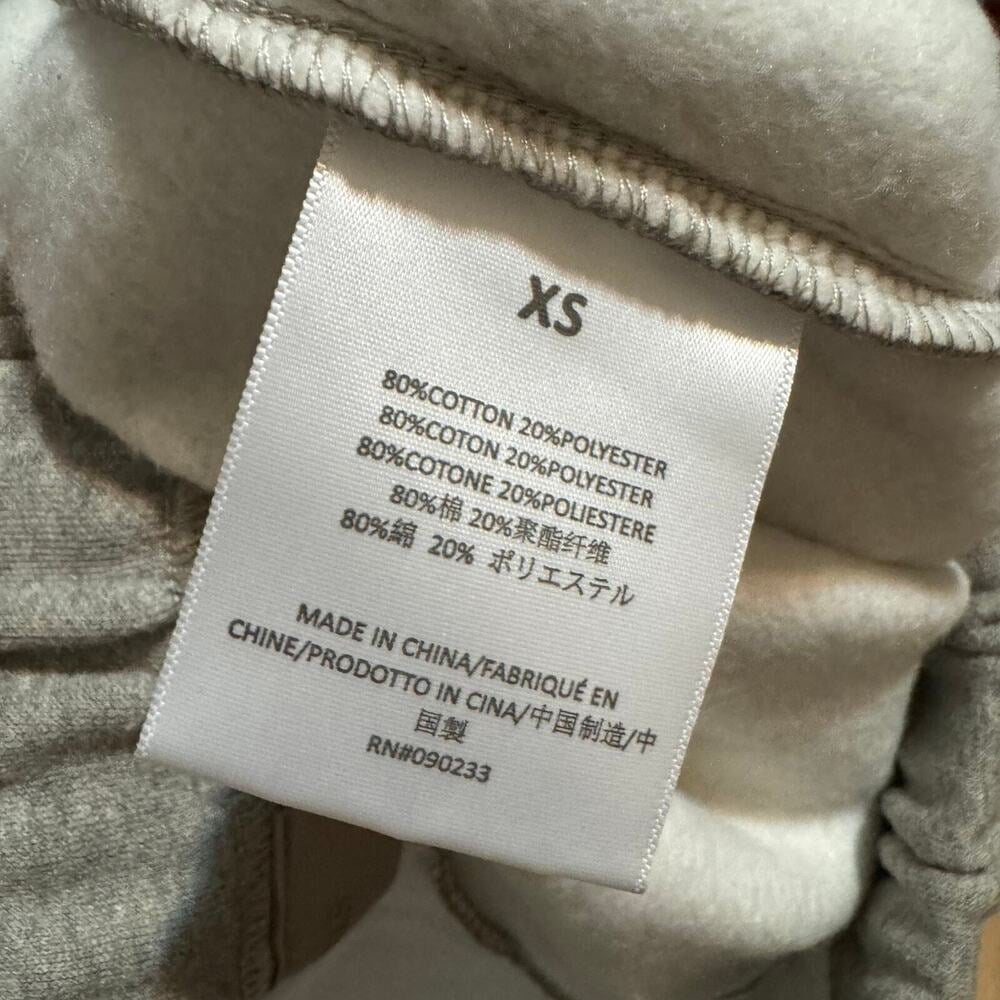 XS
80%COTTON 20%POLYESTER
80%COTON 20%POLYESTER
80%COTONE 20%POLIESTERE
80%棉 20%聚酯纤维
80%綿 20% ポリエステル
MADE IN CHINA/FABRIQUÉ EN
CHINE/PRODOTTO IN CINA/中国制造/中
国製
RN#090233